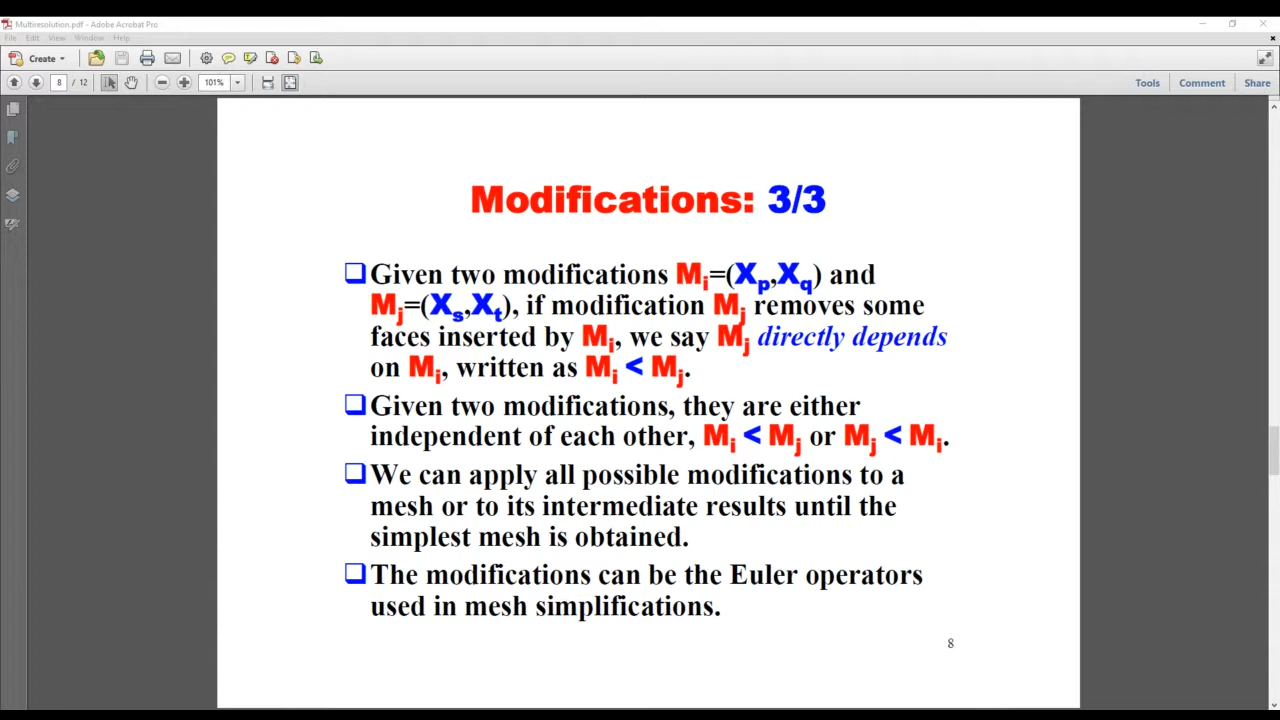 Multiresolution.pdf - Adobe Acrobat Pro
File Edit View Window Help
Create
8 / 12 101% Tools Comment Share
Modifications: 3/3
Given two modifications Mi=(Xp,Xq) and
Mj=(Xs,Xt), if modification Mj removes some
faces inserted by Mi, we say Mj directly depends
on Mi, written as Mi < Mj.
Given two modifications, they are either
independent of each other, Mi < Mj or Mj < Mi.
We can apply all possible modifications to a
mesh or to its intermediate results until the
simplest mesh is obtained.
The modifications can be the Euler operators
used in mesh simplifications.
8